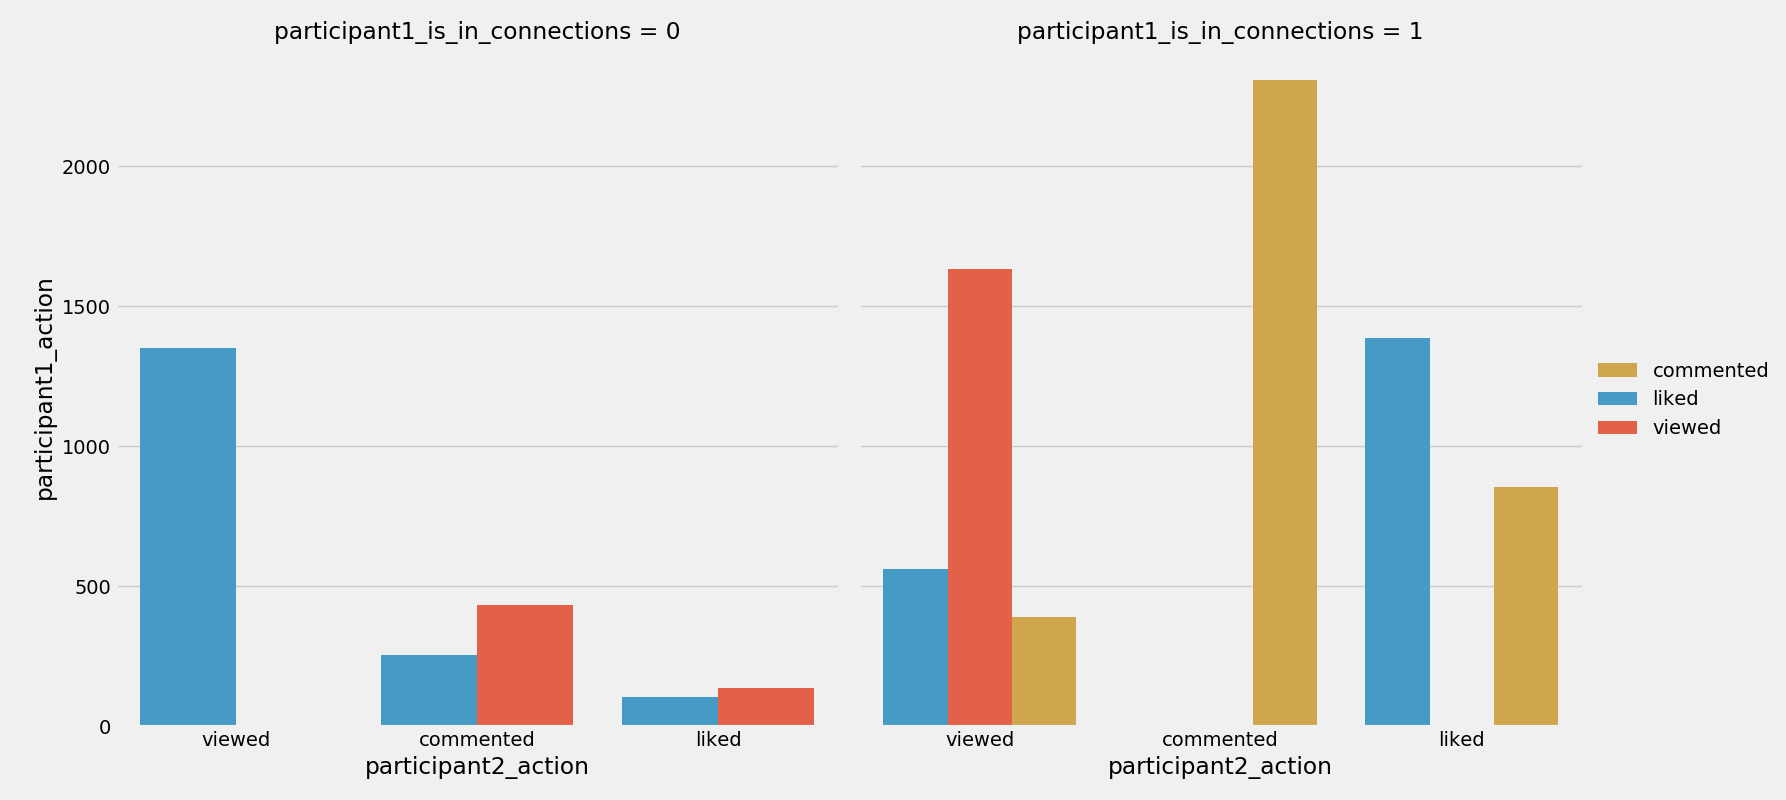 participant1_is_in_connections = 0
participant1_is_in_connections = 1
participant1_action
2000
1500
1000
500
0
viewed
commented
liked
viewed
commented
liked
participant2_action
participant2_action
commented
liked
viewed